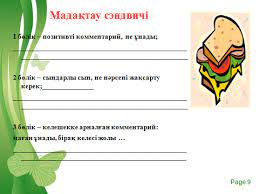 Мадақтау сэндвичі
1 бөлік – позитивті комментарий, не ұнады;
2 бөлік – сындарлы сын, не нәрсені жақсарту
керек;
3 бөлік – келешекке арналған комментарий:
маған ұнады, бірақ келесі жолы …
Page 9